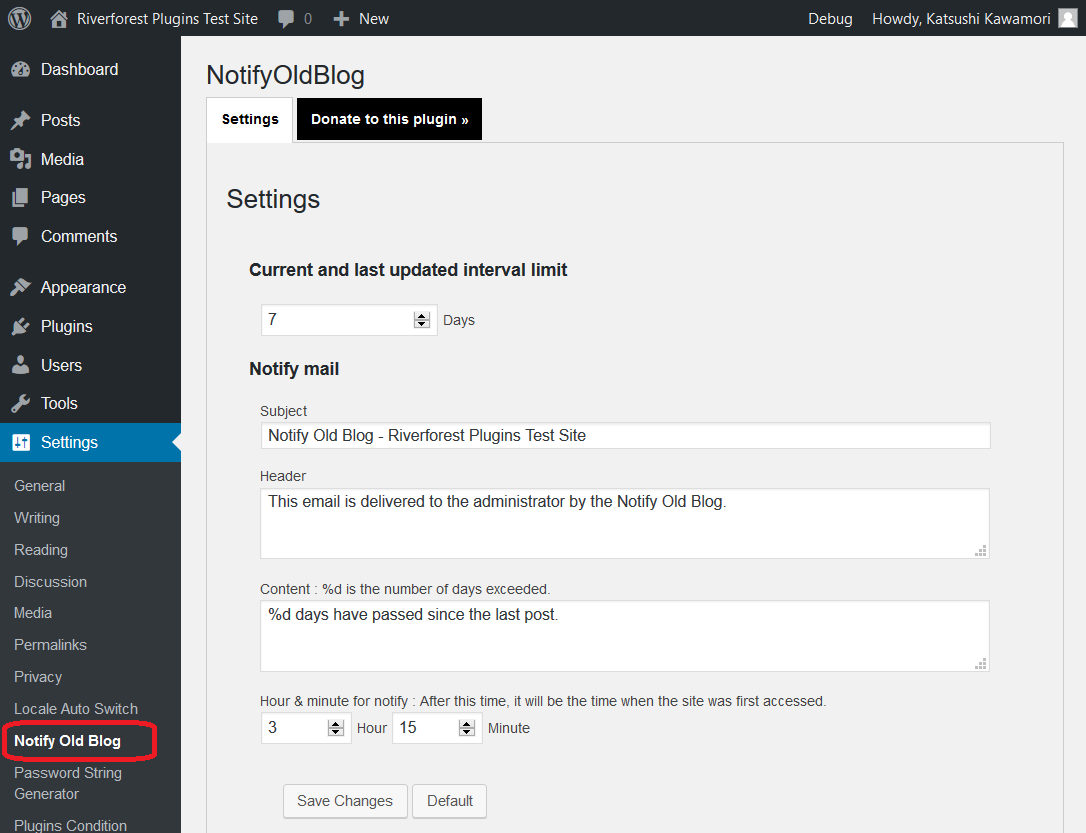 Riverforest Plugins Test Site 0 New Debug Howdy, Katsushi Kawamori
Dashboard
Posts
Media
Pages
Comments
Appearance
Plugins
Users
Tools
Settings
General
Writing
Reading
Discussion
Media
Permalinks
Privacy
Locale Auto Switch
Notify Old Blog
Password String
Generator
Plugins Condition
NotifyOldBlog
Settings Donate to this plugin »
Settings
Current and last updated interval limit
7 Days
Notify mail
Subject
Notify Old Blog - Riverforest Plugins Test Site
Header
This email is delivered to the administrator by the Notify Old Blog.
Content : %d is the number of days exceeded.
%d days have passed since the last post.
Hour & minute for notify : After this time, it will be the time when the site was first accessed.
3 Hour 15 Minute
Save Changes Default